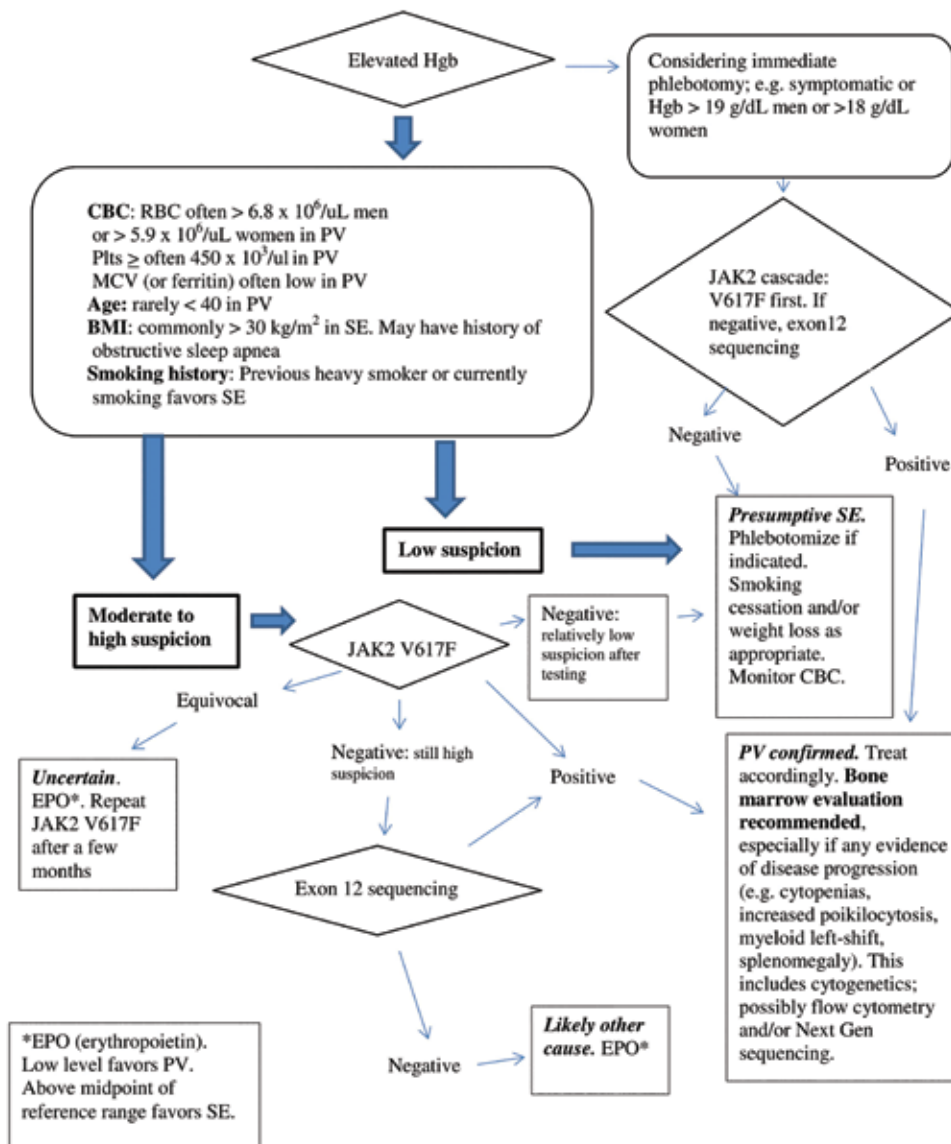 Elevated Hgb
Considering immediate
phlebotomy; e.g. symptomatic or
Hgb > 19 g/dL men or >18 g/dL
women
CBC: RBC often > 6.8 x 10⁶/uL men
or > 5.9 x 10⁶/uL women in PV
Plts ≥ often 450 x 10³/ul in PV
MCV (or ferritin) often low in PV
Age: rarely < 40 in PV
BMI: commonly > 30 kg/m² in SE. May have history of
obstructive sleep apnea
Smoking history: Previous heavy smoker or currently
smoking favors SE
JAK2 cascade:
V617F first. If
negative, exon12
sequencing
Negative
Positive
Low suspicion
Presumptive SE.
Phlebotomize if
indicated.
Smoking
cessation and/or
weight loss as
appropriate.
Monitor CBC.
Moderate to
high suspicion
JAK2 V617F
Negative:
relatively low
suspicion after
testing
Equivocal
Negative: still high
suspicion
Positive
Uncertain.
EPO*. Repeat
JAK2 V617F
after a few
months
PV confirmed. Treat
accordingly. Bone
marrow evaluation
recommended,
especially if any evidence
of disease progression
(e.g. cytopenias,
increased poikilocytosis,
myeloid left-shift,
splenomegaly). This
includes cytogenetics;
possibly flow cytometry
and/or Next Gen
sequencing.
Exon 12 sequencing
Negative
Likely other
cause. EPO*
*EPO (erythropoietin).
Low level favors PV.
Above midpoint of
reference range favors SE.